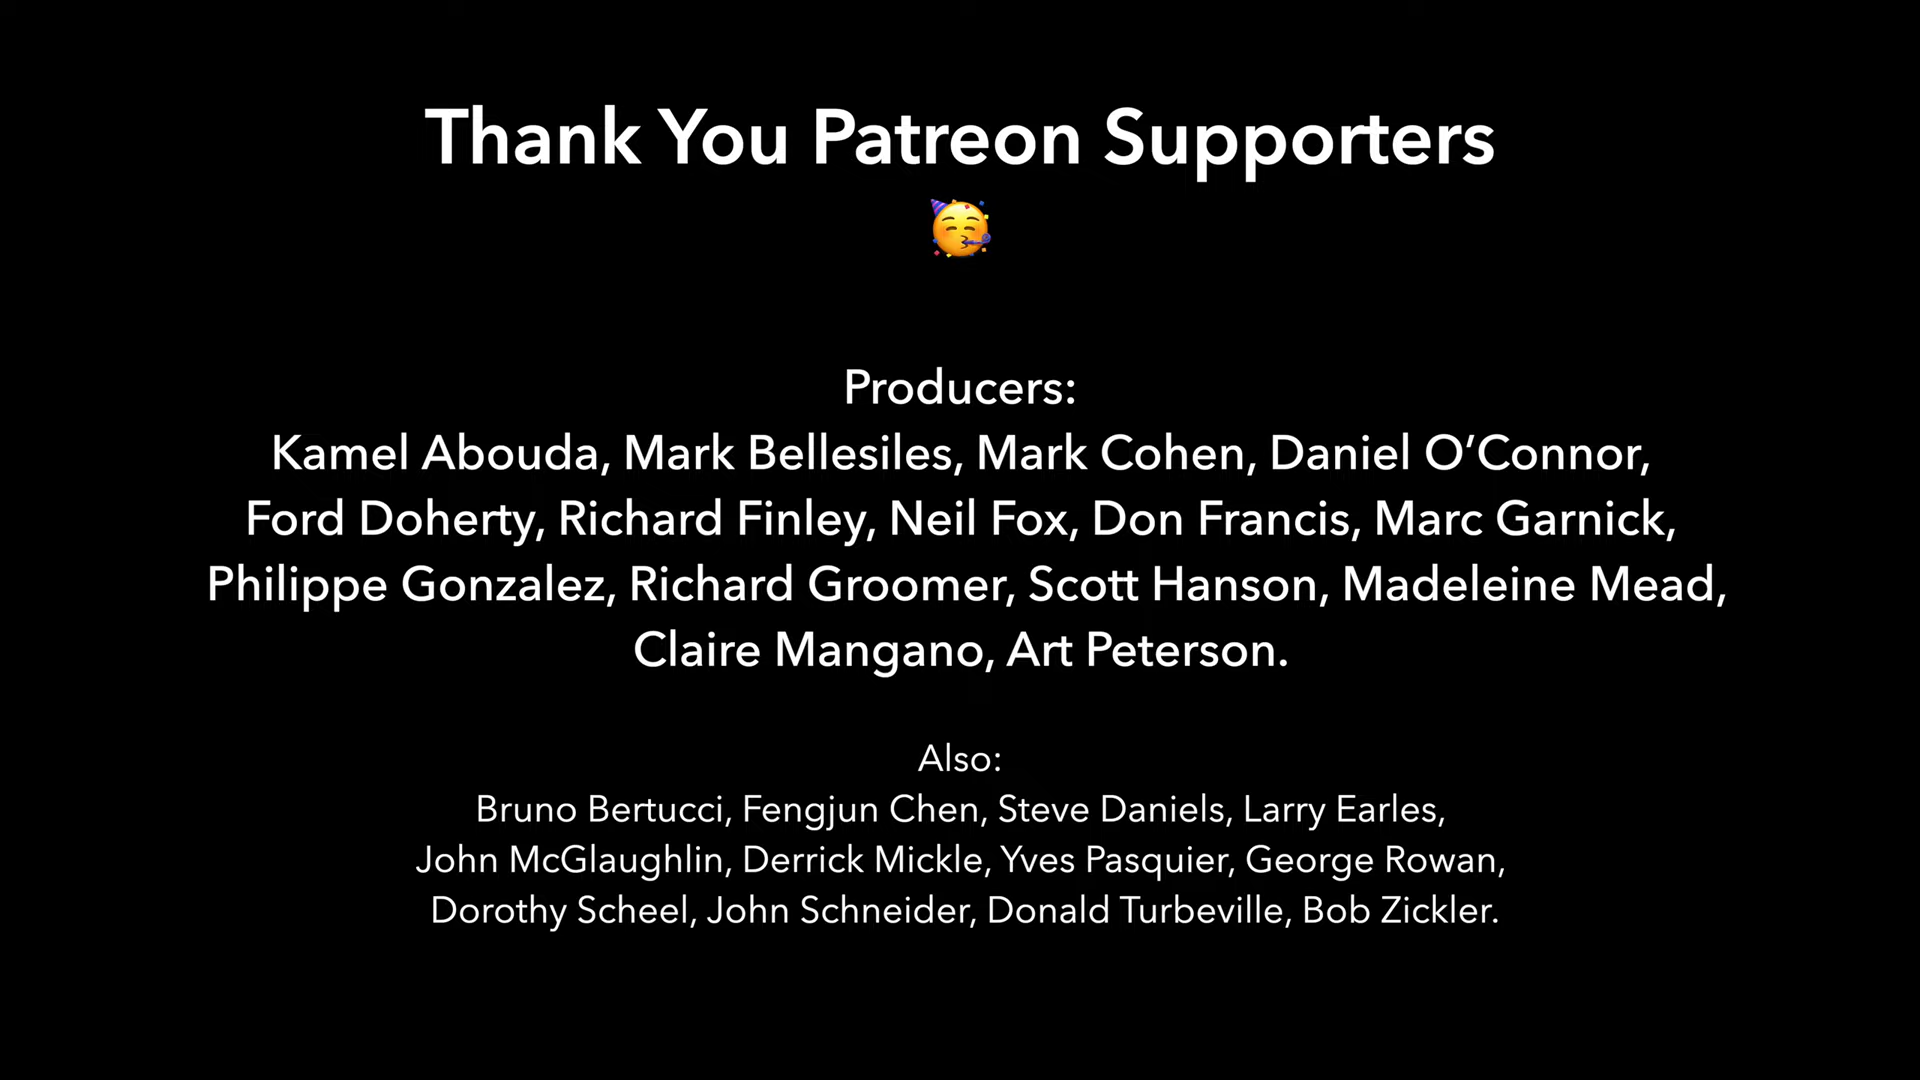 Thank You Patreon Supporters
🥳
Producers:
Kamel Abouda, Mark Bellesiles, Mark Cohen, Daniel O’Connor,
Ford Doherty, Richard Finley, Neil Fox, Don Francis, Marc Garnick,
Philippe Gonzalez, Richard Groomer, Scott Hanson, Madeleine Mead,
Claire Mangano, Art Peterson.
Also:
Bruno Bertucci, Fengjun Chen, Steve Daniels, Larry Earles,
John McGlaughlin, Derrick Mickle, Yves Pasquier, George Rowan,
Dorothy Scheel, John Schneider, Donald Turbeville, Bob Zickler.